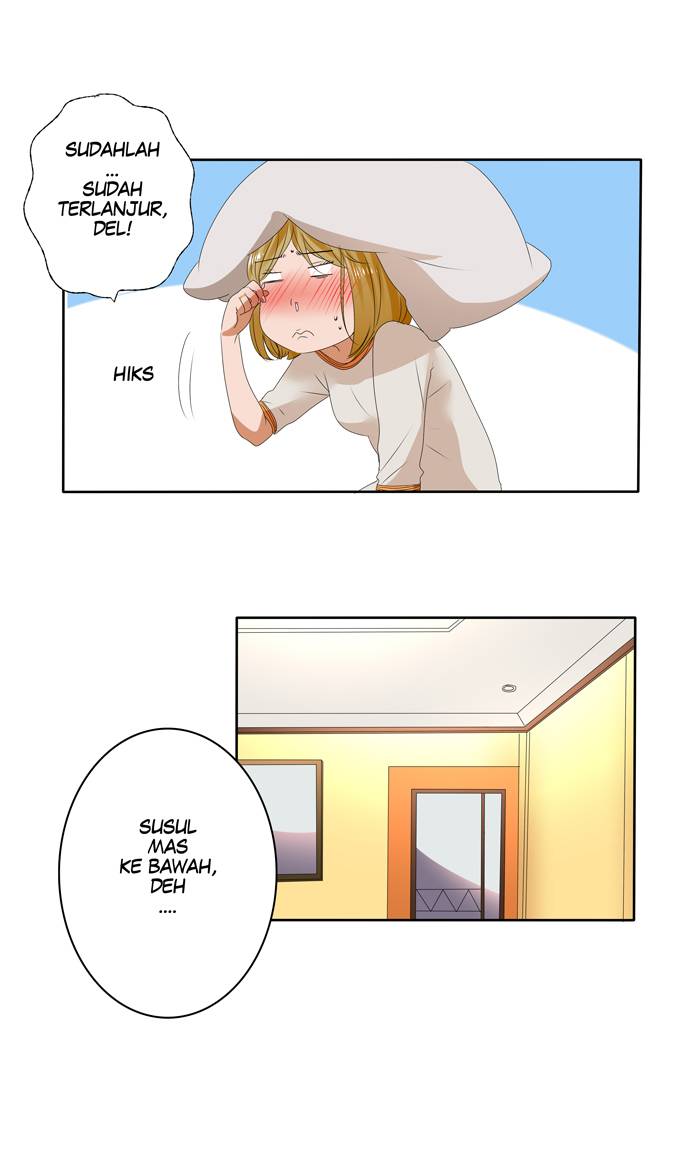 SUDAHLAH
...
SUDAH
TERLANJUR,
DEL!
HIKS
SUSUL
MAS
KE BAWAH,
DEH
....